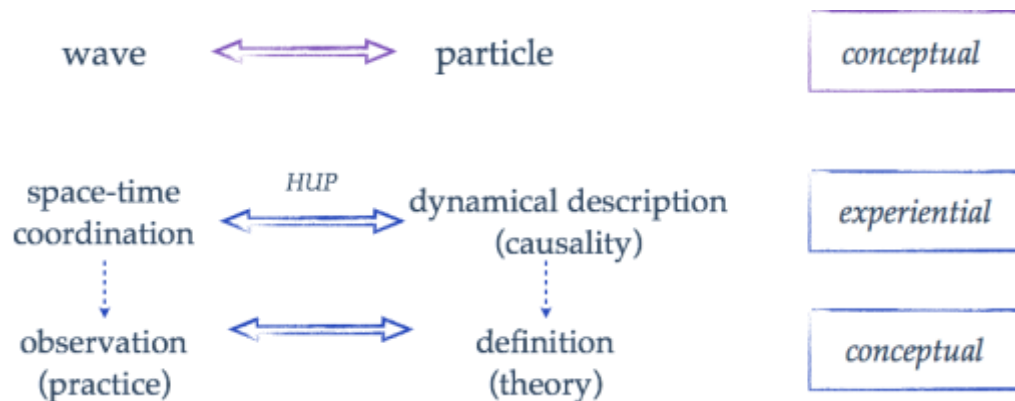 wave particle conceptual
HUP
space-time dynamical description experiential
coordination (causality)
observation definition conceptual
(practice) (theory)